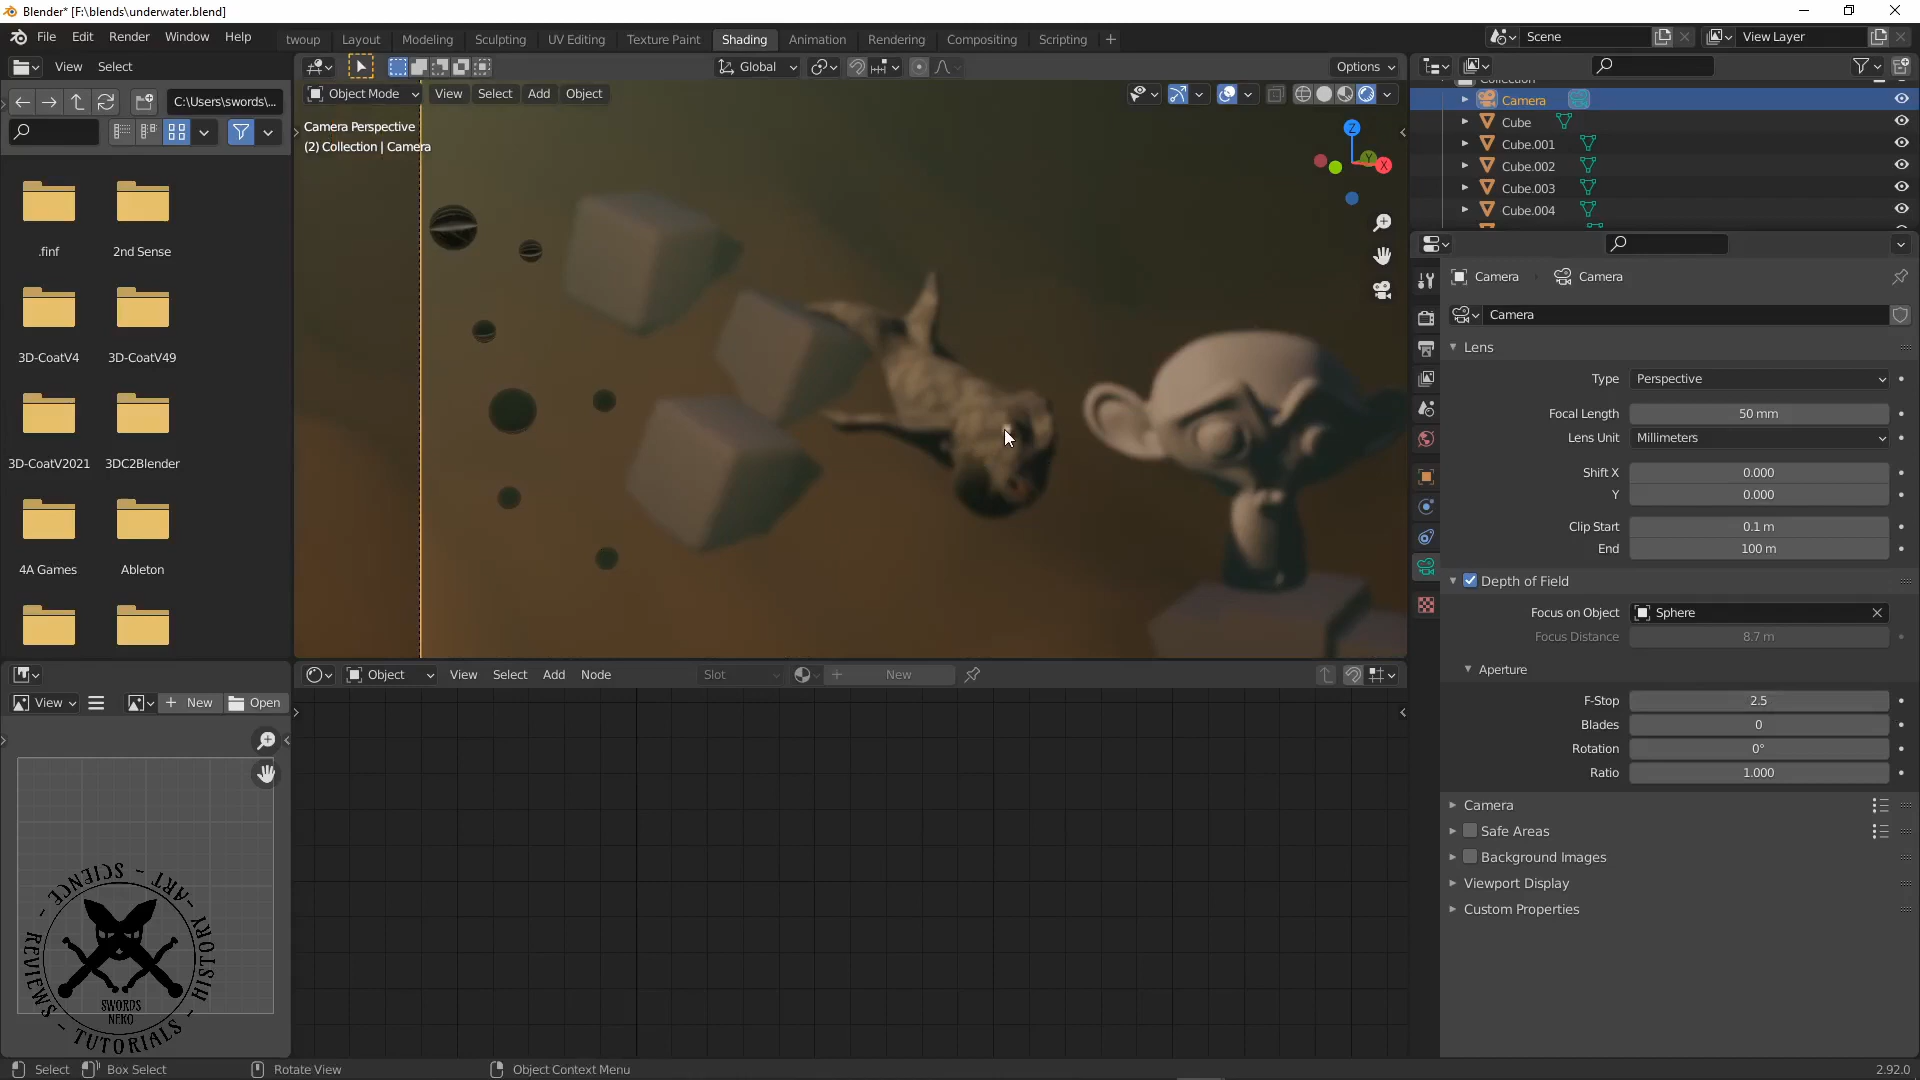 Blender* [F:\blends\underwater.blend]
File Edit Render Window Help
twoup Layout Modeling Sculpting UV Editing Texture Paint Shading Animation Rendering Compositing Scripting +
Scene
View Layer
View Select
Global
Options
C:\Users\swords\...
Object Mode View Select Add Object
Camera Perspective
(2) Collection | Camera
Z
Y
X
.finf
2nd Sense
3D-CoatV4
3D-CoatV49
3D-CoatV2021
3DC2Blender
4A Games
Ableton
Collection
Camera
Cube
Cube.001
Cube.002
Cube.003
Cube.004
Camera
Camera
Camera
Lens
Type Perspective
Focal Length 50 mm
Lens Unit Millimeters
Shift X 0.000
Y 0.000
Clip Start 0.1 m
End 100 m
Depth of Field
Focus on Object Sphere
Focus Distance 8.7 m
Aperture
F-Stop 2.5
Blades 0
Rotation 0°
Ratio 1.000
Camera
Safe Areas
Background Images
Viewport Display
Custom Properties
View
+ New
Open
Object View Select Add Node
Slot
+ New
SCIENCE - ART - HISTORY - TUTORIALS - REVIEWS -
SWORDS
NEKO
Select
Box Select
Rotate View
Object Context Menu
2.92.0